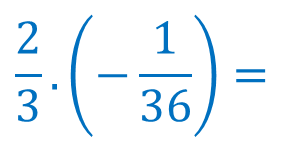 2/3 . (− 1/36) =